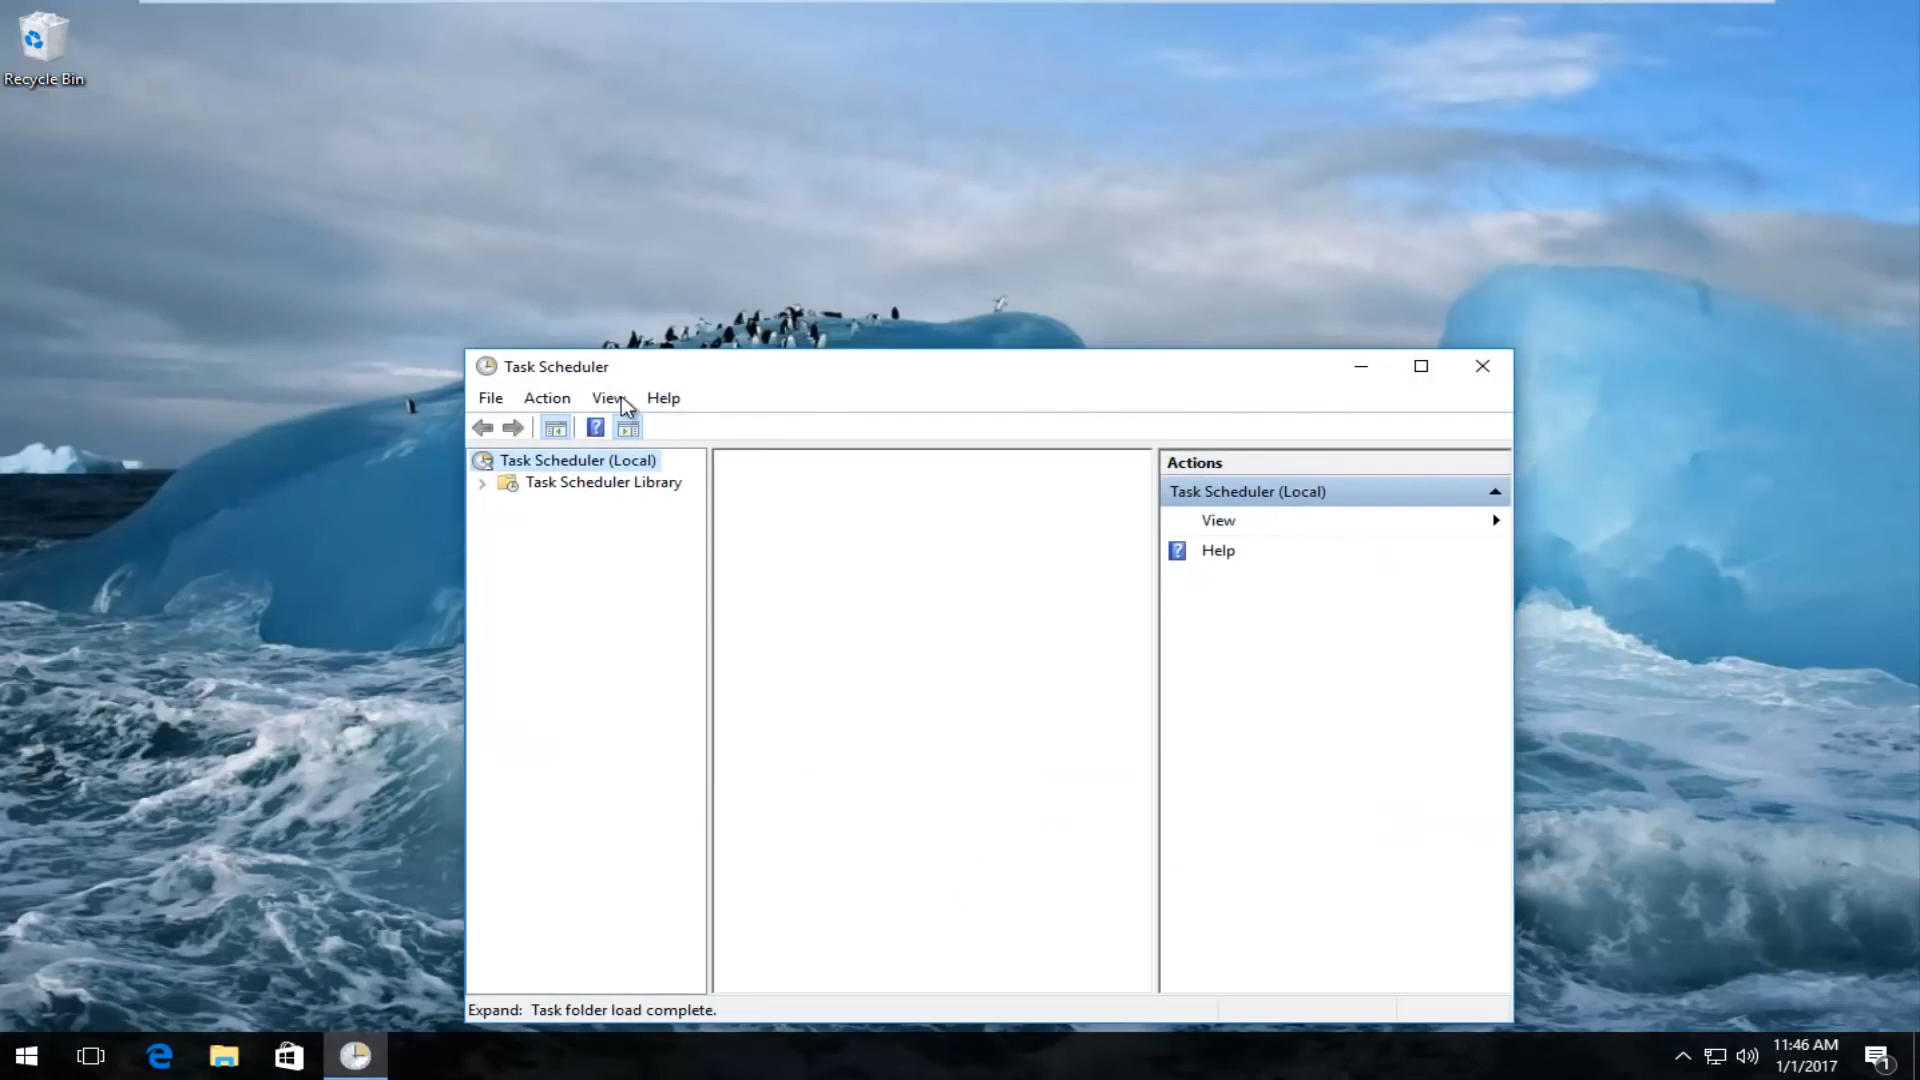 Recycle Bin
Task Scheduler
File Action View Help
Task Scheduler (Local)
Task Scheduler Library
Actions
Task Scheduler (Local)
View
Help
Expand: Task folder load complete.
11:46 AM
1/1/2017
1